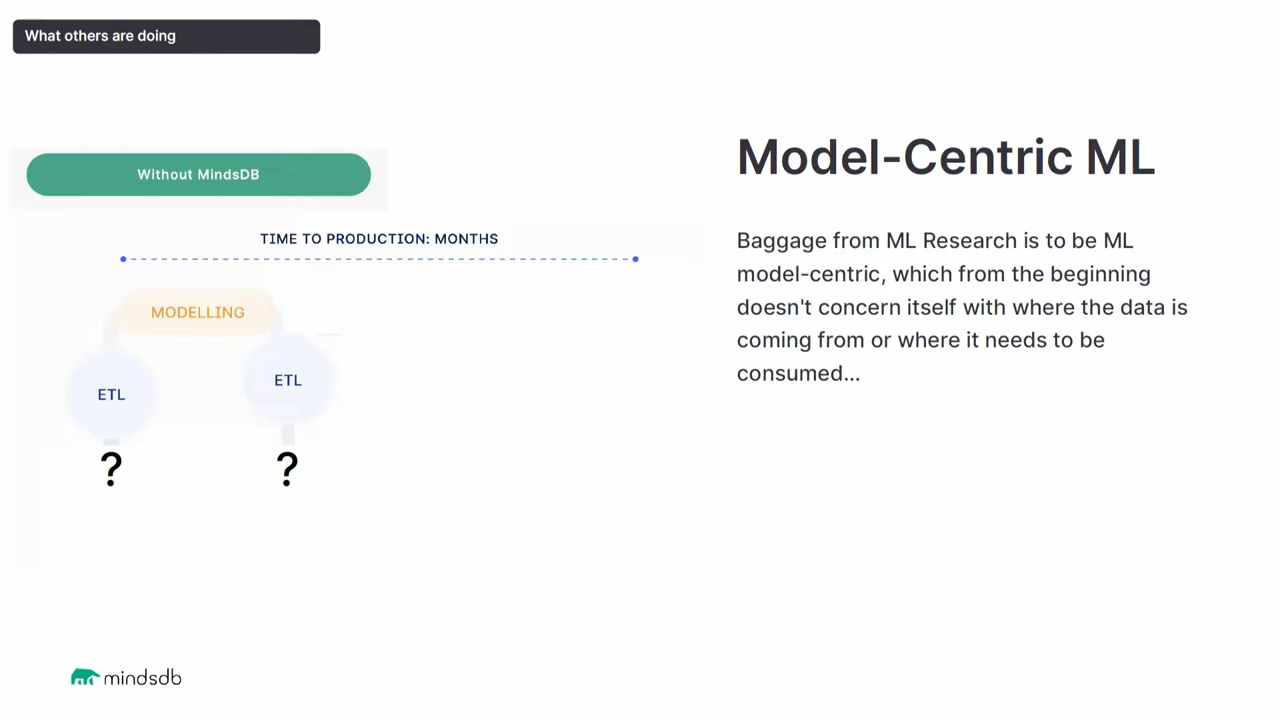 What others are doing
Without MindsDB
TIME TO PRODUCTION: MONTHS
MODELLING
ETL
ETL
?
?
Model-Centric ML
Baggage from ML Research is to be ML
model-centric, which from the beginning
doesn't concern itself with where the data is
coming from or where it needs to be
consumed...
mindsdb